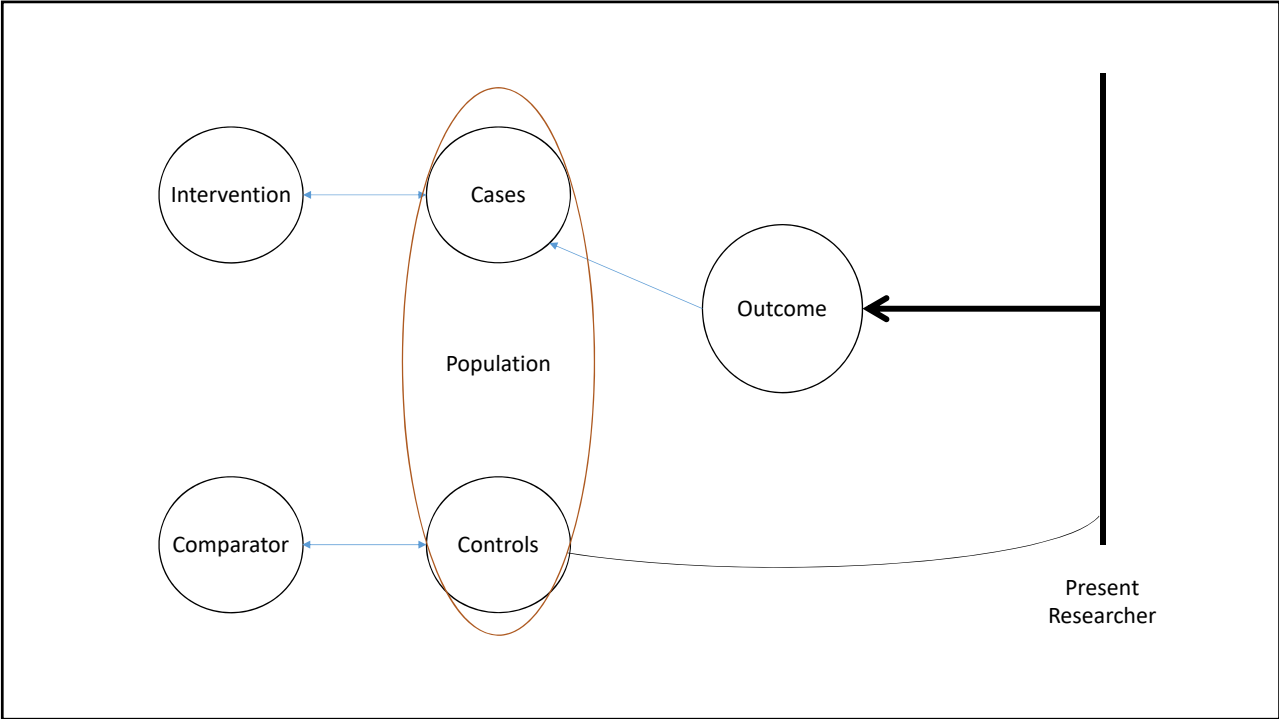 Intervention
Cases
Outcome
Population
Comparator
Controls
Present
Researcher